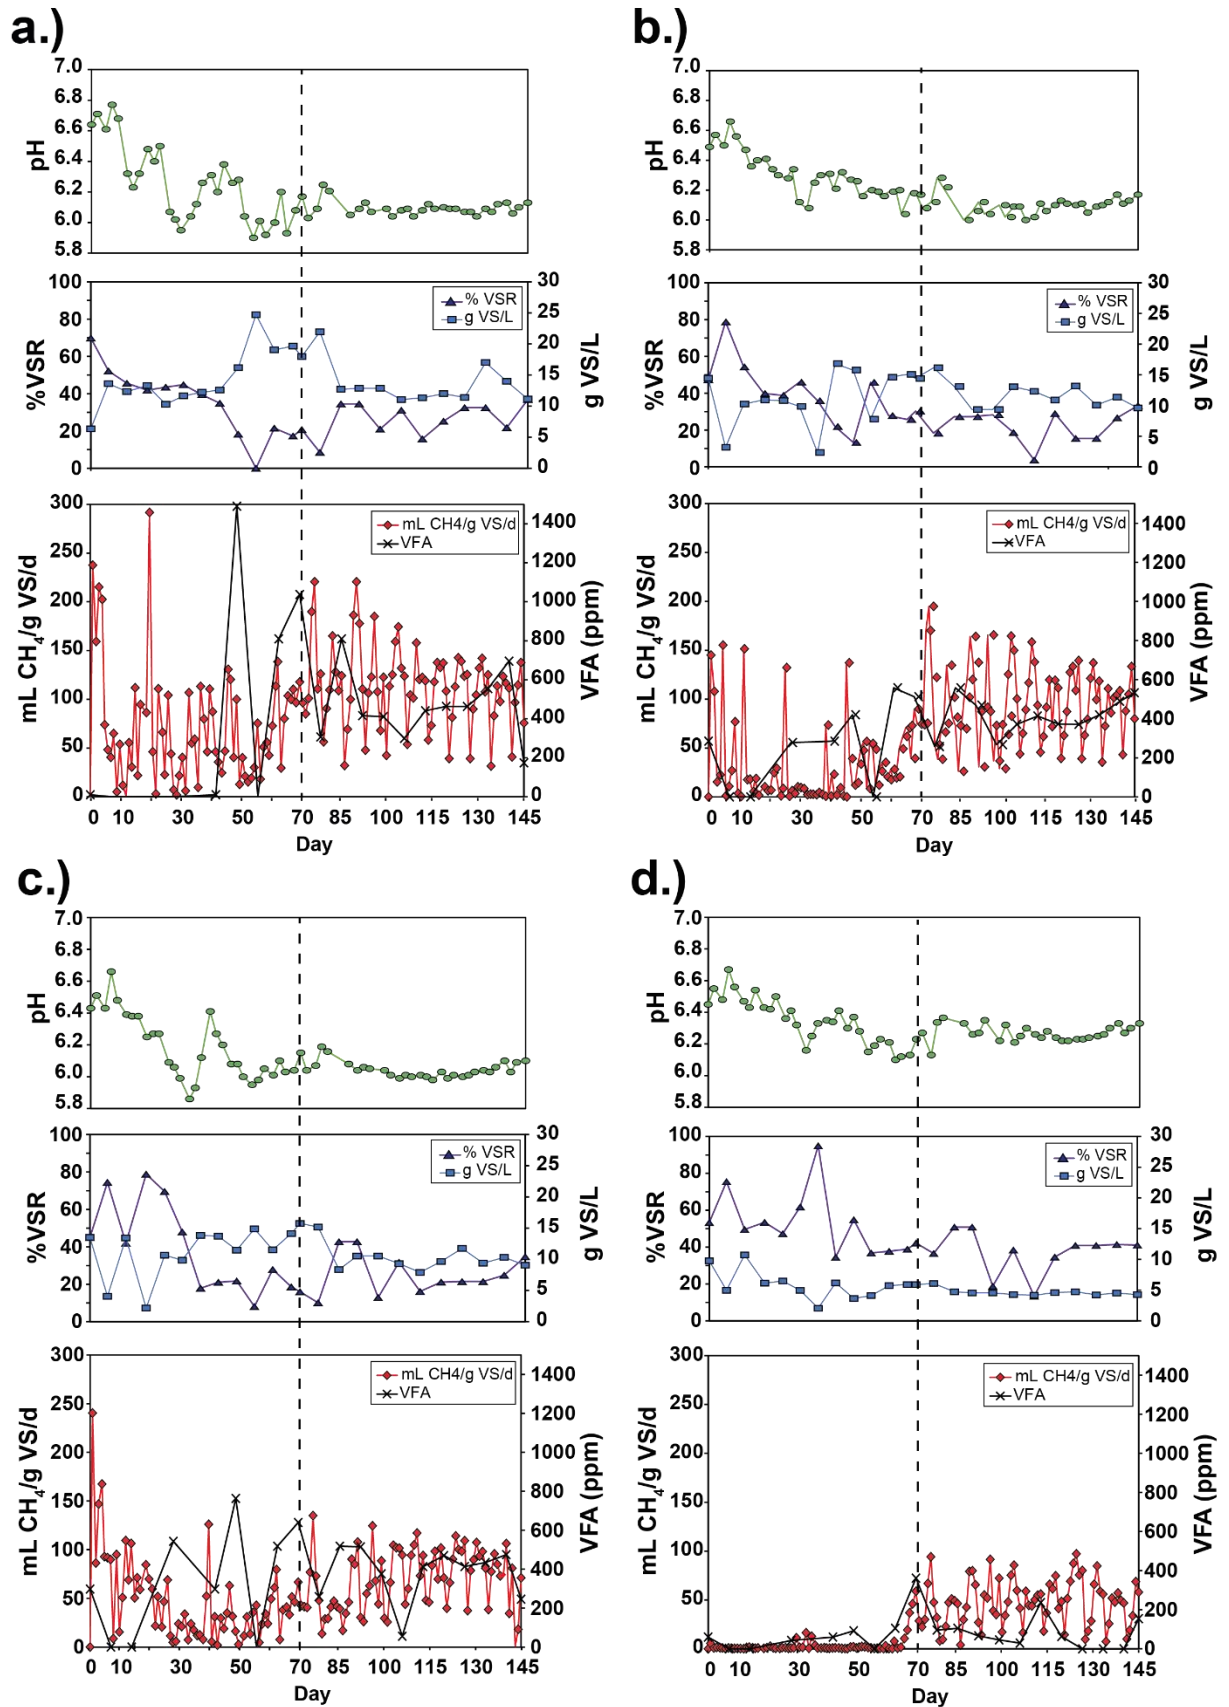 a.)
7.0
6.8
6.6
6.4
6.2
6.0
5.8
pH
100
80
60
40
20
0
%VSR
30
25
20
15
10
5
0
g VS/L
% VSR
g VS/L
300
250
200
150
100
50
0
mL CH4/g VS/d
1400
1200
1000
800
600
400
200
0
VFA (ppm)
mL CH4/g VS/d
VFA
0 10 30 50 70 85 100 115 130 145
Day
b.)
7.0
6.8
6.6
6.4
6.2
6.0
5.8
pH
100
80
60
40
20
0
%VSR
30
25
20
15
10
5
0
g VS/L
% VSR
g VS/L
300
250
200
150
100
50
0
mL CH4/g VS/d
1400
1200
1000
800
600
400
200
0
VFA (ppm)
mL CH4/g VS/d
VFA
0 10 30 50 70 85 100 115 130 145
Day
c.)
7.0
6.8
6.6
6.4
6.2
6.0
5.8
pH
100
80
60
40
20
0
%VSR
30
25
20
15
10
5
0
g VS/L
% VSR
g VS/L
300
250
200
150
100
50
0
mL CH4/g VS/d
1400
1200
1000
800
600
400
200
0
VFA (ppm)
mL CH4/g VS/d
VFA
0 10 30 50 70 85 100 115 130 145
Day
d.)
7.0
6.8
6.6
6.4
6.2
6.0
5.8
pH
100
80
60
40
20
0
%VSR
30
25
20
15
10
5
0
g VS/L
% VSR
g VS/L
300
250
200
150
100
50
0
mL CH4/g VS/d
1400
1200
1000
800
600
400
200
0
VFA (ppm)
mL CH4/g VS/d
VFA
0 10 30 50 70 85 100 115 130 145
Day